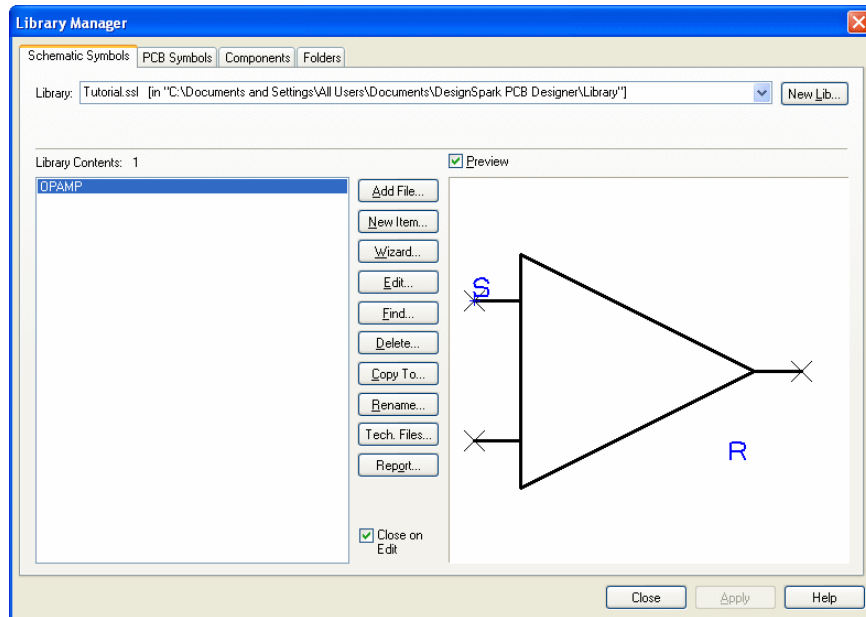 Library Manager
Schematic Symbols PCB Symbols Components Folders
Library: Tutorial.ssl [in "C:\Documents and Settings\All Users\Documents\DesignSpark PCB Designer\Library"] New Lib...
Library Contents: 1
Preview
OPAMP
Add File...
New Item...
Wizard...
Edit...
Find...
Delete...
Copy To...
Rename...
Tech. Files...
Report...
Close on
Edit
S
R
Close Apply Help